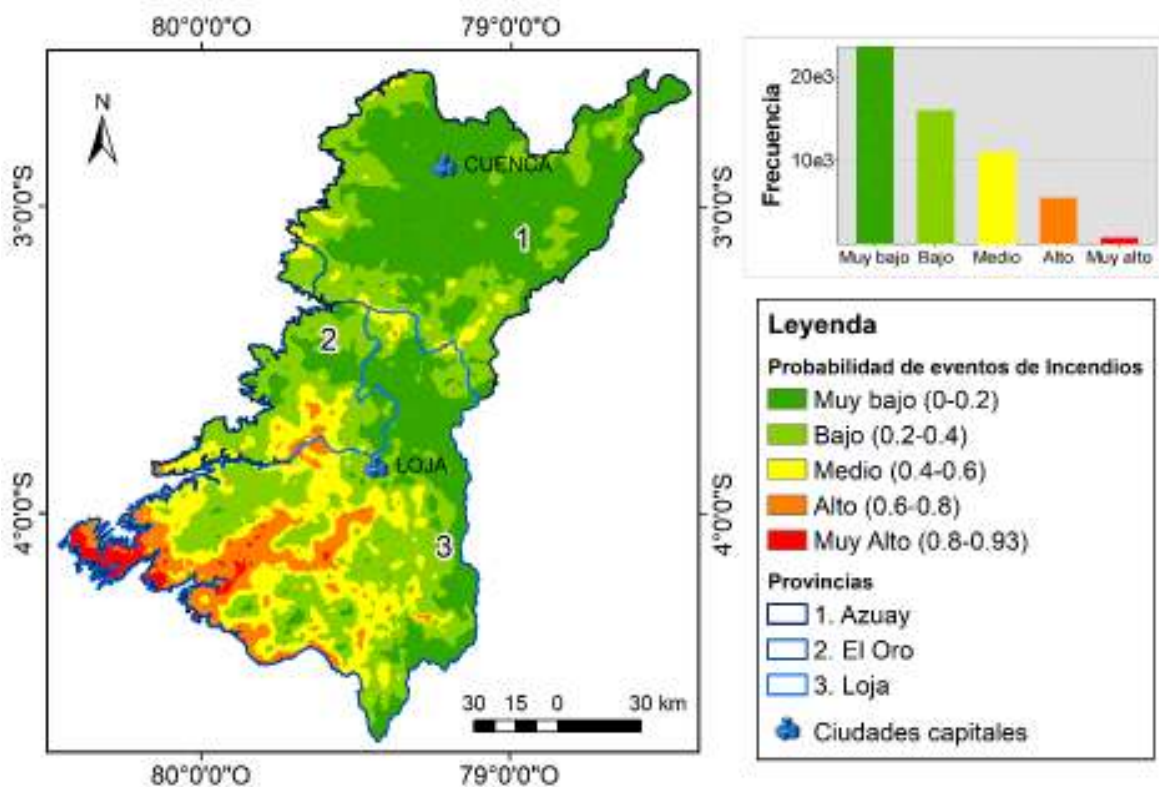 80°0'0"O 79°0'0"O
N
3°0'0"S
4°0'0"S
CUENCA
1
2
LOJA
3
30 15 0 30 km
3°0'0"S
4°0'0"S
80°0'0"O 79°0'0"O
Frecuencia
20e3
10e3
Muy bajo Bajo Medio Alto Muy alto
Leyenda
Probabilidad de eventos de Incendios
Muy bajo (0-0.2)
Bajo (0.2-0.4)
Medio (0.4-0.6)
Alto (0.6-0.8)
Muy Alto (0.8-0.93)
Provincias
1. Azuay
2. El Oro
3. Loja
Ciudades capitales